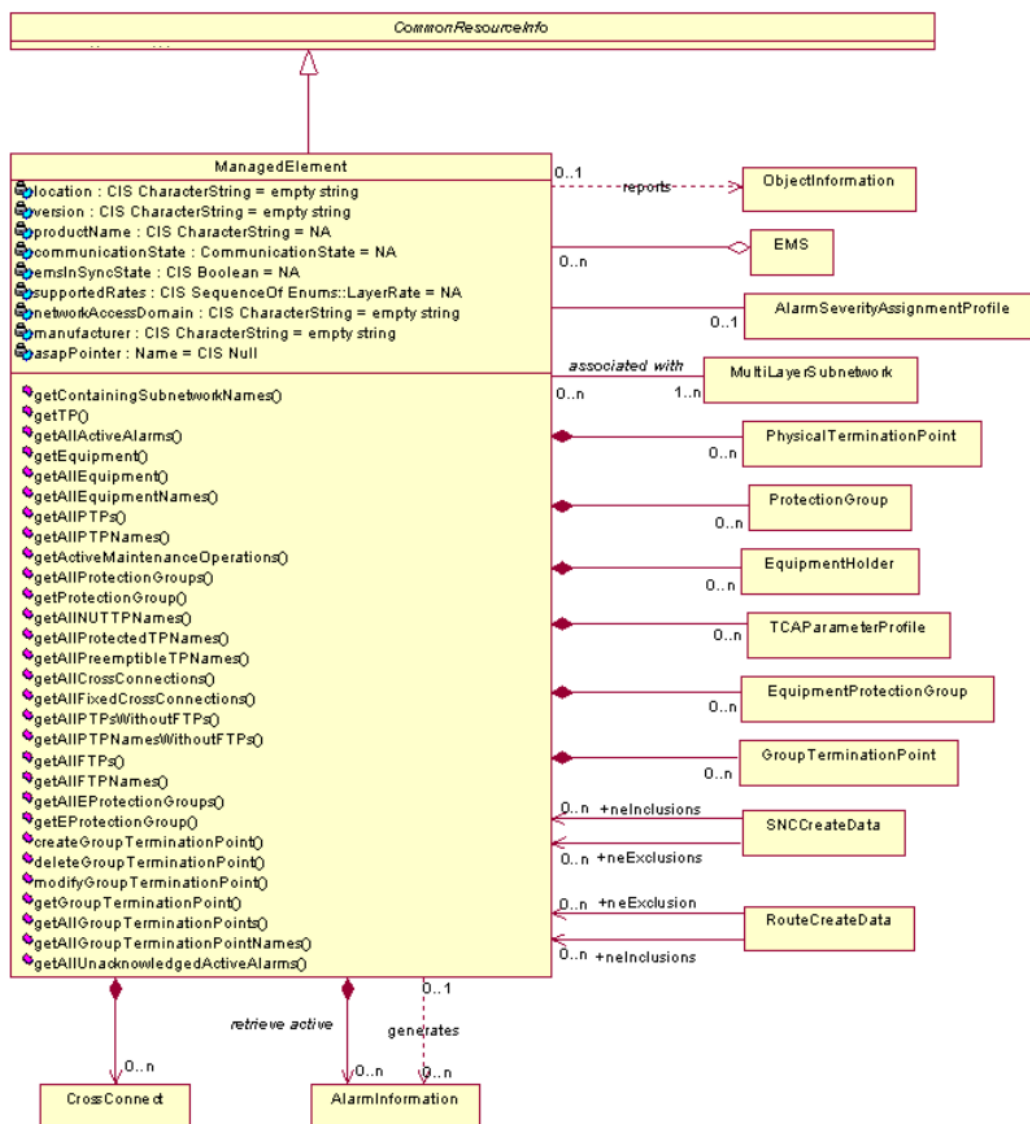 CommonResourceInfo
ManagedElement
location : CIS CharacterString = empty string
version : CIS CharacterString = empty string
productName : CIS CharacterString = NA
communicationState : CommunicationState = NA
emsInSyncState : CIS Boolean = NA
supportedRates : CIS SequenceOf Enums::LayerRate = NA
networkAccessDomain : CIS CharacterString = empty string
manufacturer : CIS CharacterString = empty string
asapPointer : Name = CIS Null
getContainingSubnetworkNames()
getTP()
getAllActiveAlarms()
getEquipment()
getAllEquipment()
getAllEquipmentNames()
getAllPTPs()
getAllPTPNames()
getActiveMaintenanceOperations()
getAllProtectionGroups()
getProtectionGroup()
getAllNUTTPNames()
getAllProtectedTPNames()
getAllPreemptibleTPNames()
getAllCrossConnections()
getAllFixedCrossConnections()
getAllPTPsWithoutFTPs()
getAllPTPNamesWithoutFTPs()
getAllFTPs()
getAllFTPNames()
getAllEProtectionGroups()
getEProtectionGroup()
createGroupTerminationPoint()
deleteGroupTerminationPoint()
modifyGroupTerminationPoint()
getGroupTerminationPoint()
getAllGroupTerminationPoints()
getAllGroupTerminationPointNames()
getAllUnacknowledgedActiveAlarms()
0..1
reports
ObjectInformation
0..n
EMS
AlarmSeverityAssignmentProfile
0..1
associated with
0..n
1..n
MultiLayerSubnetwork
PhysicalTerminationPoint
0..n
ProtectionGroup
0..n
EquipmentHolder
0..n
TCAParameterProfile
0..n
EquipmentProtectionGroup
0..n
GroupTerminationPoint
0..n
0..n +neInclusions
SNCCreateData
0..n +neExclusions
0..n +neExclusion
RouteCreateData
0..n +neInclusions
0..1
retrieve active
generates
0..n
0..n
0..n
CrossConnect
AlarmInformation